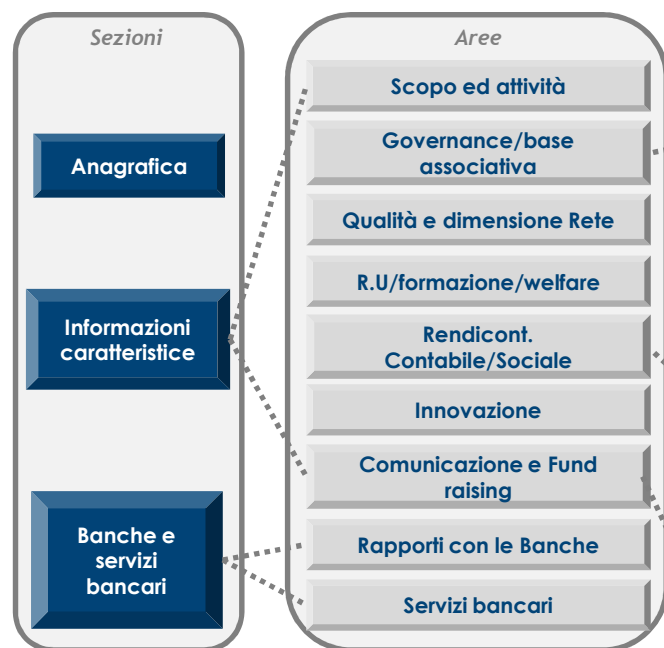 Sezioni
Anagrafica
Informazioni
caratteristice
Banche e
servizi
bancari
Aree
Scopo ed attività
Governance/base
associativa
Qualità e dimensione Rete
R.U/formazione/welfare
Rendicont.
Contabile/Sociale
Innovazione
Comunicazione e Fund
raising
Rapporti con le Banche
Servizi bancari